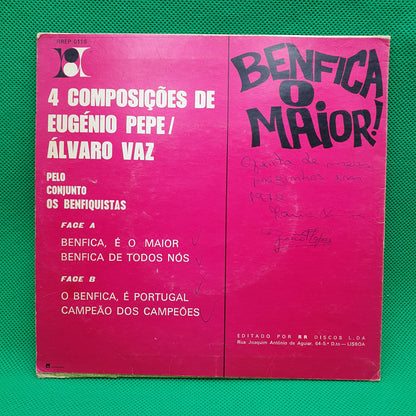 RREP 0115
4 COMPOSIÇÕES DE
EUGÉNIO PEPE/
ÁLVARO VAZ
PELO
CONJUNTO
OS BENFIQUISTAS
FACE A
BENFICA, É O MAIOR
BENFICA DE TODOS NÓS
FACE B
O BENFICA, É PORTUGAL
CAMPEÃO DOS CAMPEÕES
BENFICA
O
MAIOR!
EDITADO POR RR DISCOS L.DA
Rua Joaquim António de Aguiar, 64-5.º D.to — LISBOA